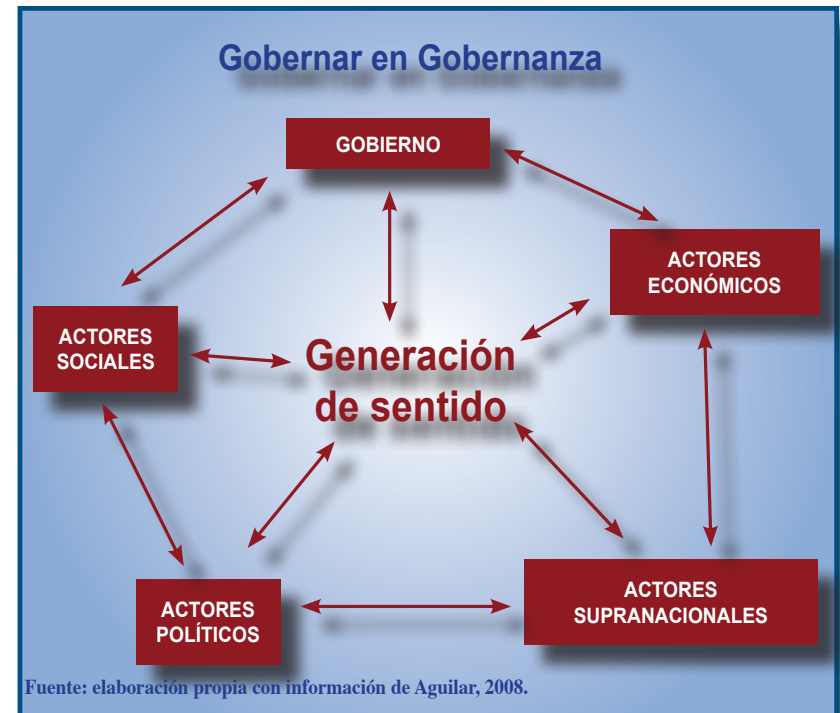 Gobernar en Gobernanza
GOBIERNO
ACTORES
ECONÓMICOS
ACTORES
SOCIALES
Generación
de sentido
ACTORES
POLÍTICOS
ACTORES
SUPRANACIONALES
Fuente: elaboración propia con información de Aguilar, 2008.